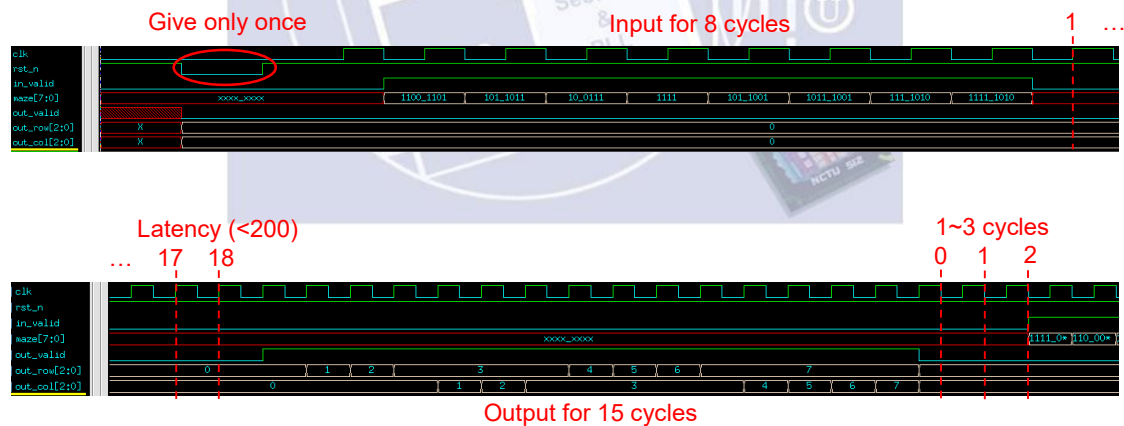 Give only once
Input for 8 cycles
1 ...
clk
rst_n
in_valid
maze[7:0] xxxx_xxxx 1100_1101 101_1011 10_0111 1111 101_1001 1011_1001 111_1010 1111_1010
out_valid
out_row[2:0] X 0
out_col[2:0] X 0
&
NCTU SI2
Latency (<200)
1~3 cycles
... 17 18 0 1 2
clk
rst_n
in_valid
maze[7:0] xxxx_xxxx 1111_0* 110_00*
out_valid
out_row[2:0] 0 1 2 3 4 5 6 7
out_col[2:0] 0 1 2 3 4 5 6 7
Output for 15 cycles